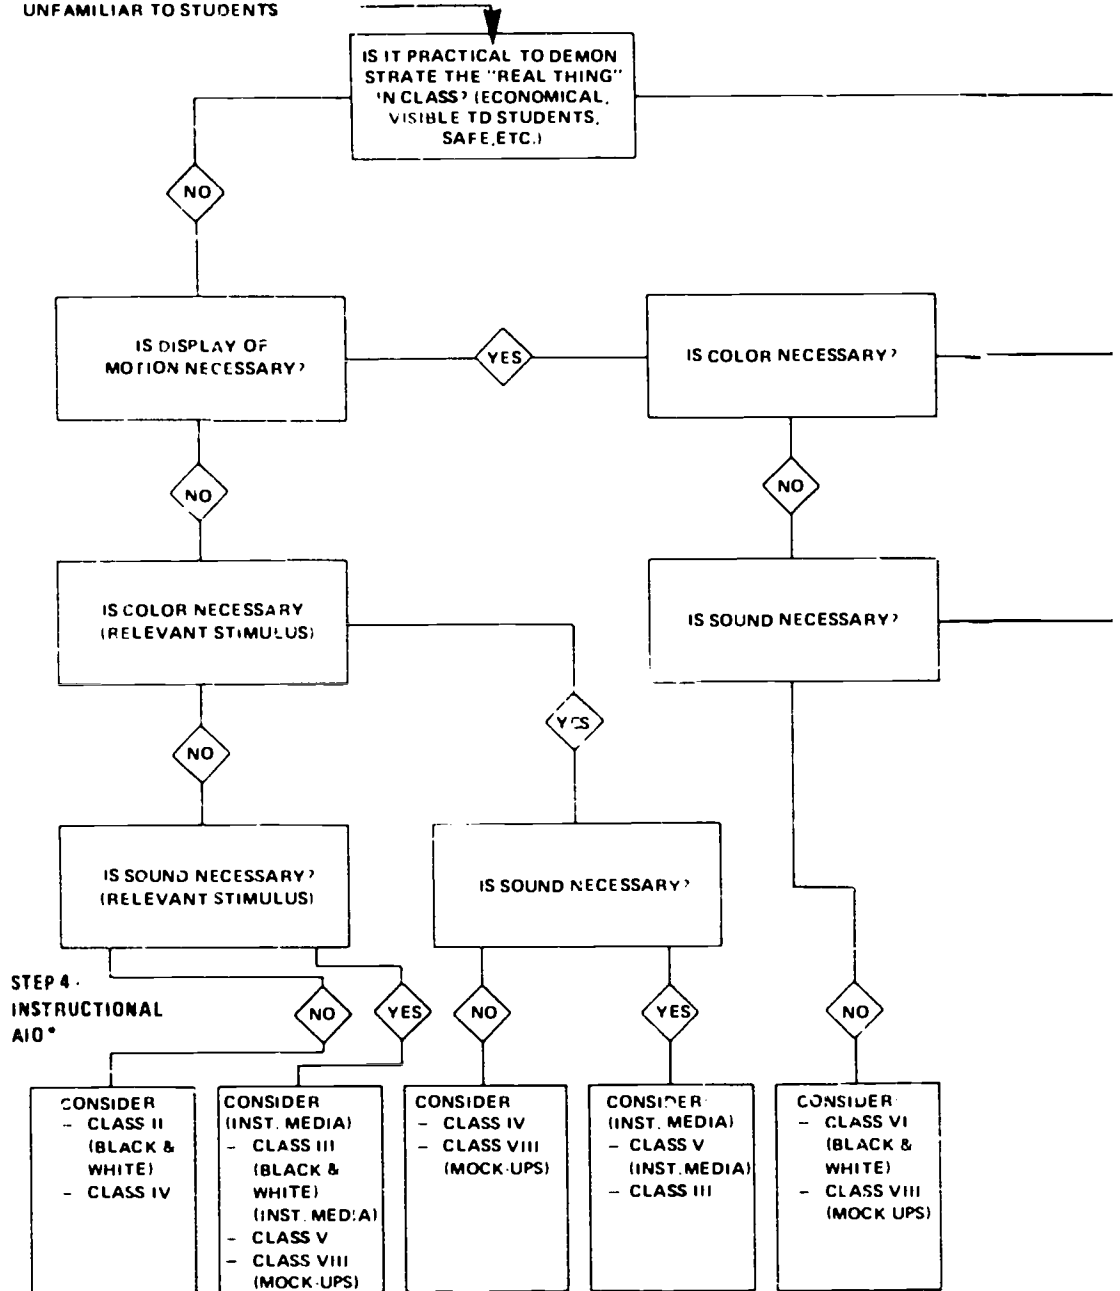 UNFAMILIAR TO STUDENTS
IS IT PRACTICAL TO DEMON
STRATE THE "REAL THING"
'N CLASS? (ECONOMICAL,
VISIBLE TO STUDENTS,
SAFE, ETC.)
NO
IS DISPLAY OF
MOTION NECESSARY?
YES
IS COLOR NECESSARY?
NO
NO
IS COLOR NECESSARY
(RELEVANT STIMULUS)
IS SOUND NECESSARY?
YES
NO
IS SOUND NECESSARY?
(RELEVANT STIMULUS)
IS SOUND NECESSARY?
STEP 4 -
INSTRUCTIONAL
AID*
NO
YES
NO
YES
NO
CONSIDER
- CLASS II
(BLACK &
WHITE)
- CLASS IV
CONSIDER
(INST. MEDIA)
- CLASS III
(BLACK &
WHITE)
(INST. MEDIA)
- CLASS V
- CLASS VIII
(MOCK-UPS)
CONSIDER
- CLASS IV
- CLASS VIII
(MOCK-UPS)
CONSIDER
(INST. MEDIA)
- CLASS V
(INST. MEDIA)
- CLASS III
CONSIDER
- CLASS VI
(BLACK &
WHITE)
- CLASS VIII
(MOCK UPS)